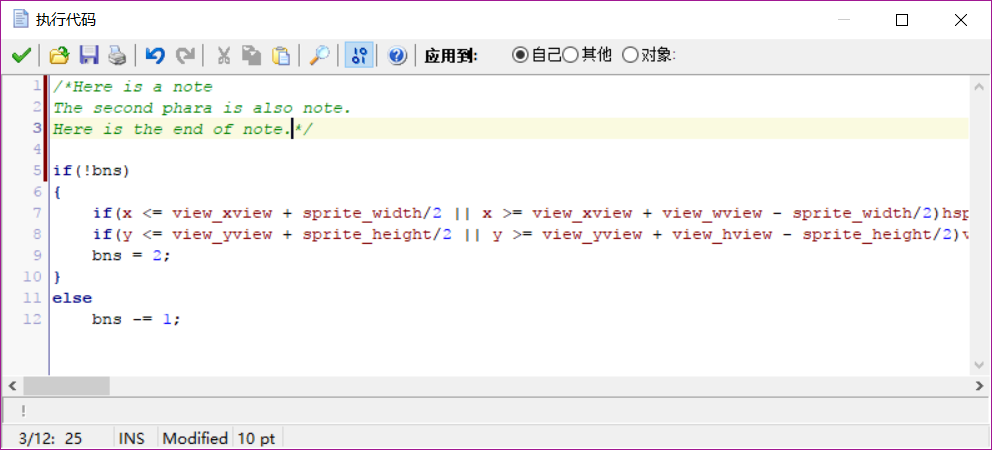 执行代码
应用到: 自己 其他 对象:
1 /*Here is a note
2 The second phara is also note.
3 Here is the end of note.*/
4
5 if(!bns)
6 {
7 if(x <= view_xview + sprite_width/2 || x >= view_xview + view_wview - sprite_width/2)hsp
8 if(y <= view_yview + sprite_height/2 || y >= view_yview + view_hview - sprite_height/2)v
9 bns = 2;
10 }
11 else
12 bns -= 1;
!
3/12: 25 INS Modified 10 pt